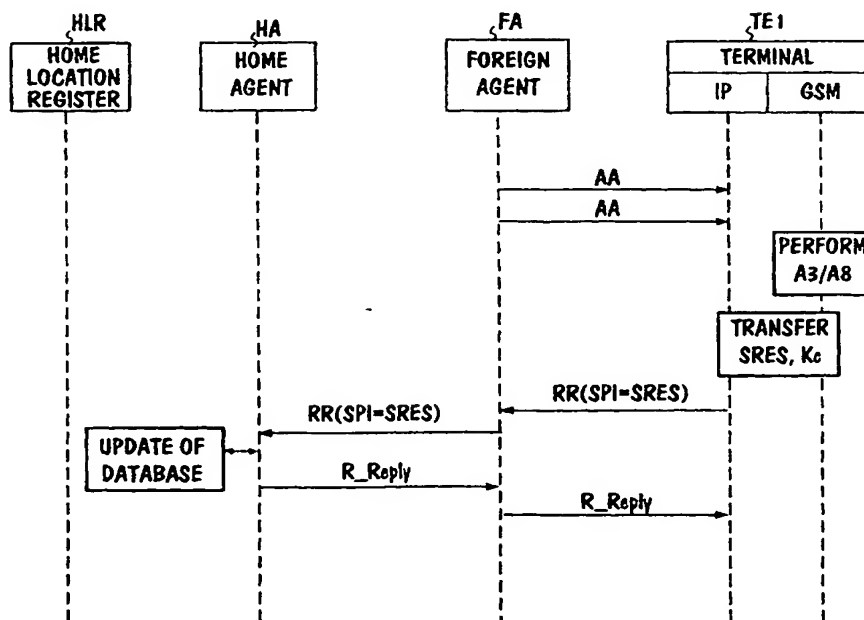 HLR
HA
FA
TE1
HOME
LOCATION
REGISTER
HOME
AGENT
FOREIGN
AGENT
TERMINAL
IP
GSM
AA
AA
PERFORM
A3/A8
TRANSFER
SRES, Kc
RR(SPI=SRES)
RR(SPI=SRES)
UPDATE OF
DATABASE
R_Reply
R_Reply